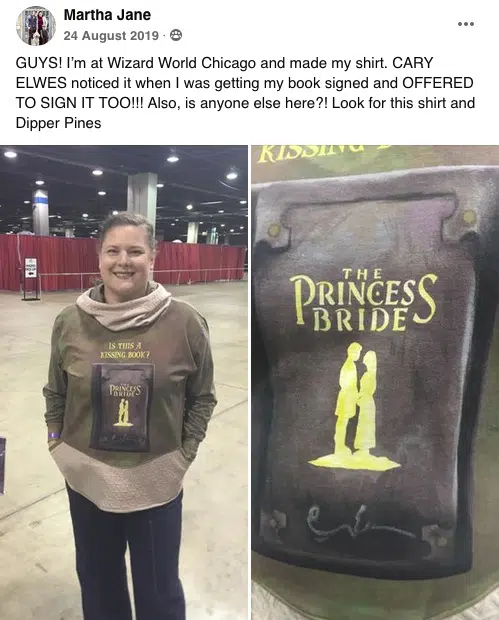 Martha Jane
24 August 2019 ·
GUYS! I'm at Wizard World Chicago and made my shirt. CARY
ELWES noticed it when I was getting my book signed and OFFERED
TO SIGN IT TOO!!! Also, is anyone else here?! Look for this shirt and
Dipper Pines
IS THIS A
KISSING BOOK?
THE
PRINCESS
BRIDE
KISSING
THE
PRINCESS
BRIDE